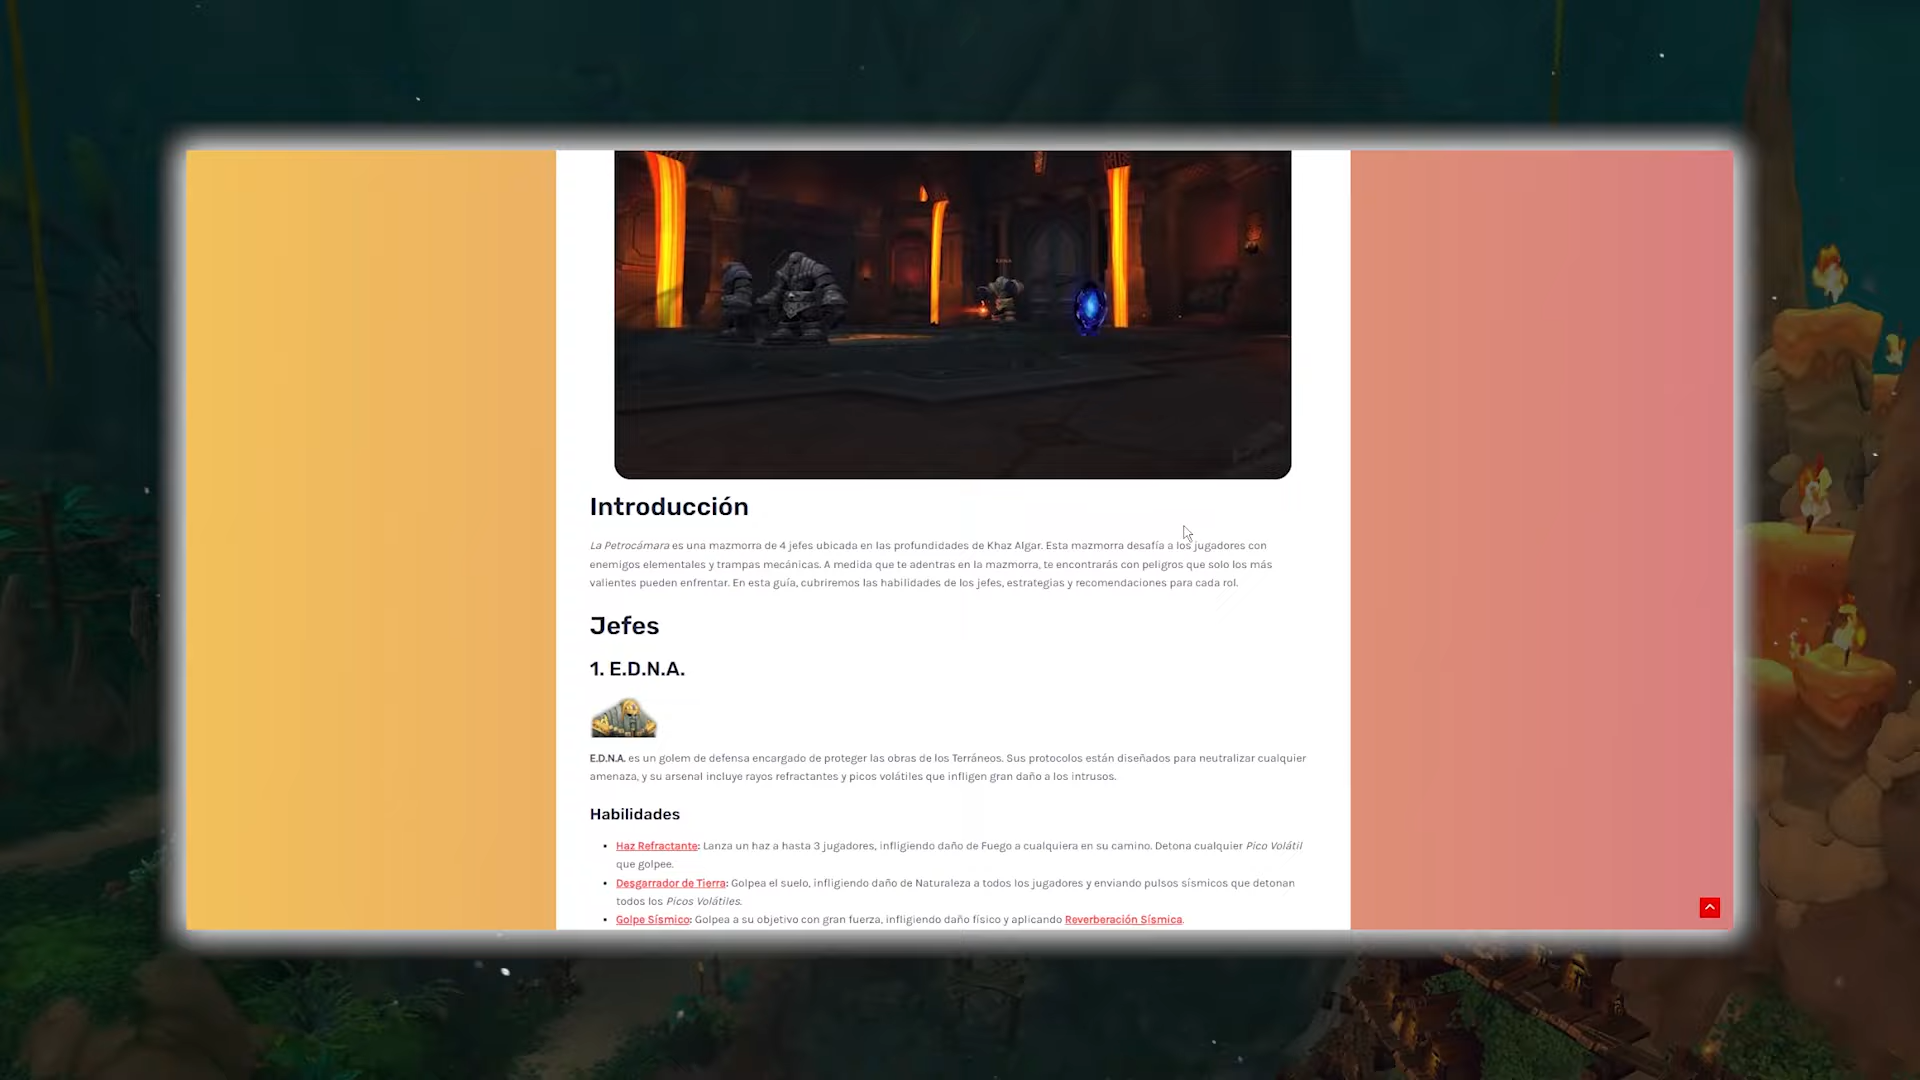 Introducción
La Petrocámara es una mazmorra de 4 jefes ubicada en las profundidades de Khaz Algar. Esta mazmorra desafía a los jugadores con
enemigos elementales y trampas mecánicas. A medida que te adentras en la mazmorra, te encontrarás con peligros que solo los más
valientes pueden enfrentar. En esta guía, cubriremos las habilidades de los jefes, estrategias y recomendaciones para cada rol.
Jefes
1. E.D.N.A.
E.D.N.A. es un golem de defensa encargado de proteger las obras de los Terráneos. Sus protocolos están diseñados para neutralizar cualquier
amenaza, y su arsenal incluye rayos refractantes y picos volátiles que infligen gran daño a los intrusos.
Habilidades
• Haz Refractante: Lanza un haz a hasta 3 jugadores, infligiendo daño de Fuego a cualquiera en su camino. Detona cualquier Pico Volátil
que golpee.
• Desgarrador de Tierra: Golpea el suelo, infligiendo daño de Naturaleza a todos los jugadores y enviando pulsos sísmicos que detonan
todos los Picos Volátiles.
• Golpe Sísmico: Golpea a su objetivo con gran fuerza, infligiendo daño físico y aplicando Reverberación Sísmica.